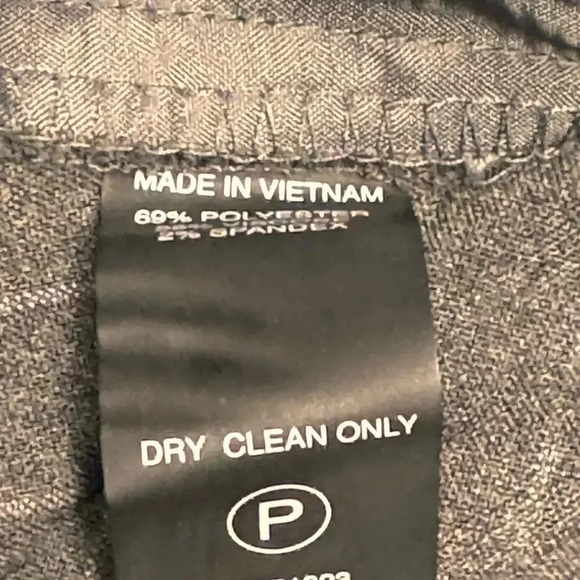 MADE IN VIETNAM
69% POLYESTER
2% SPANDEX
DRY CLEAN ONLY
P